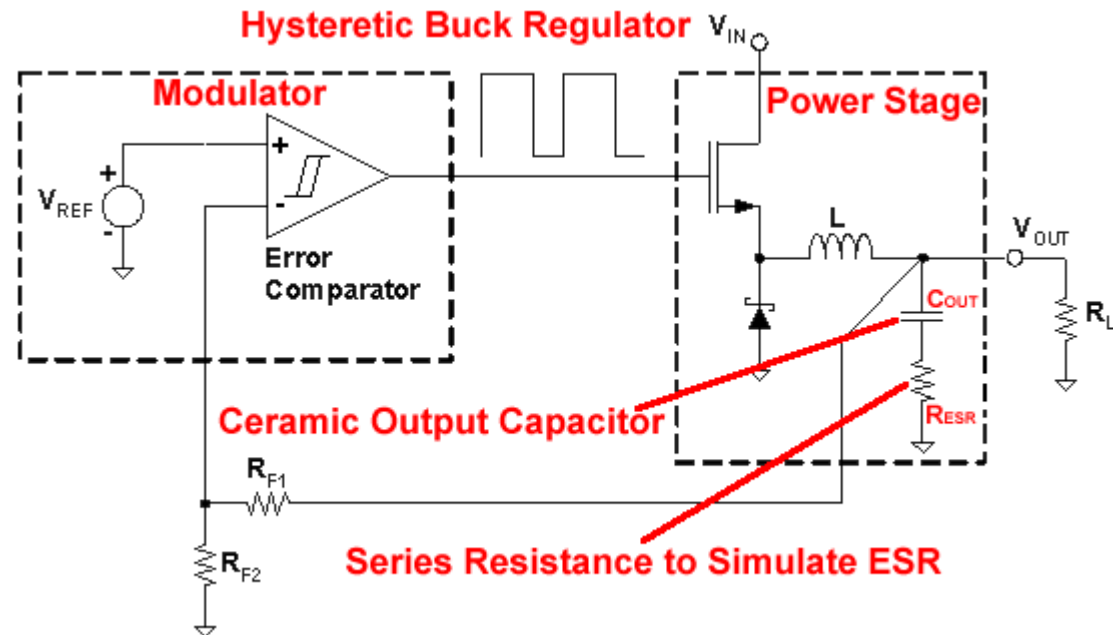 Hysteretic Buck Regulator
VIN
Modulator
Power Stage
+
+
VREF
-
-
Error
Comparator
L
VOUT
COUT
RL
RESR
Ceramic Output Capacitor
RF1
Series Resistance to Simulate ESR
RF2